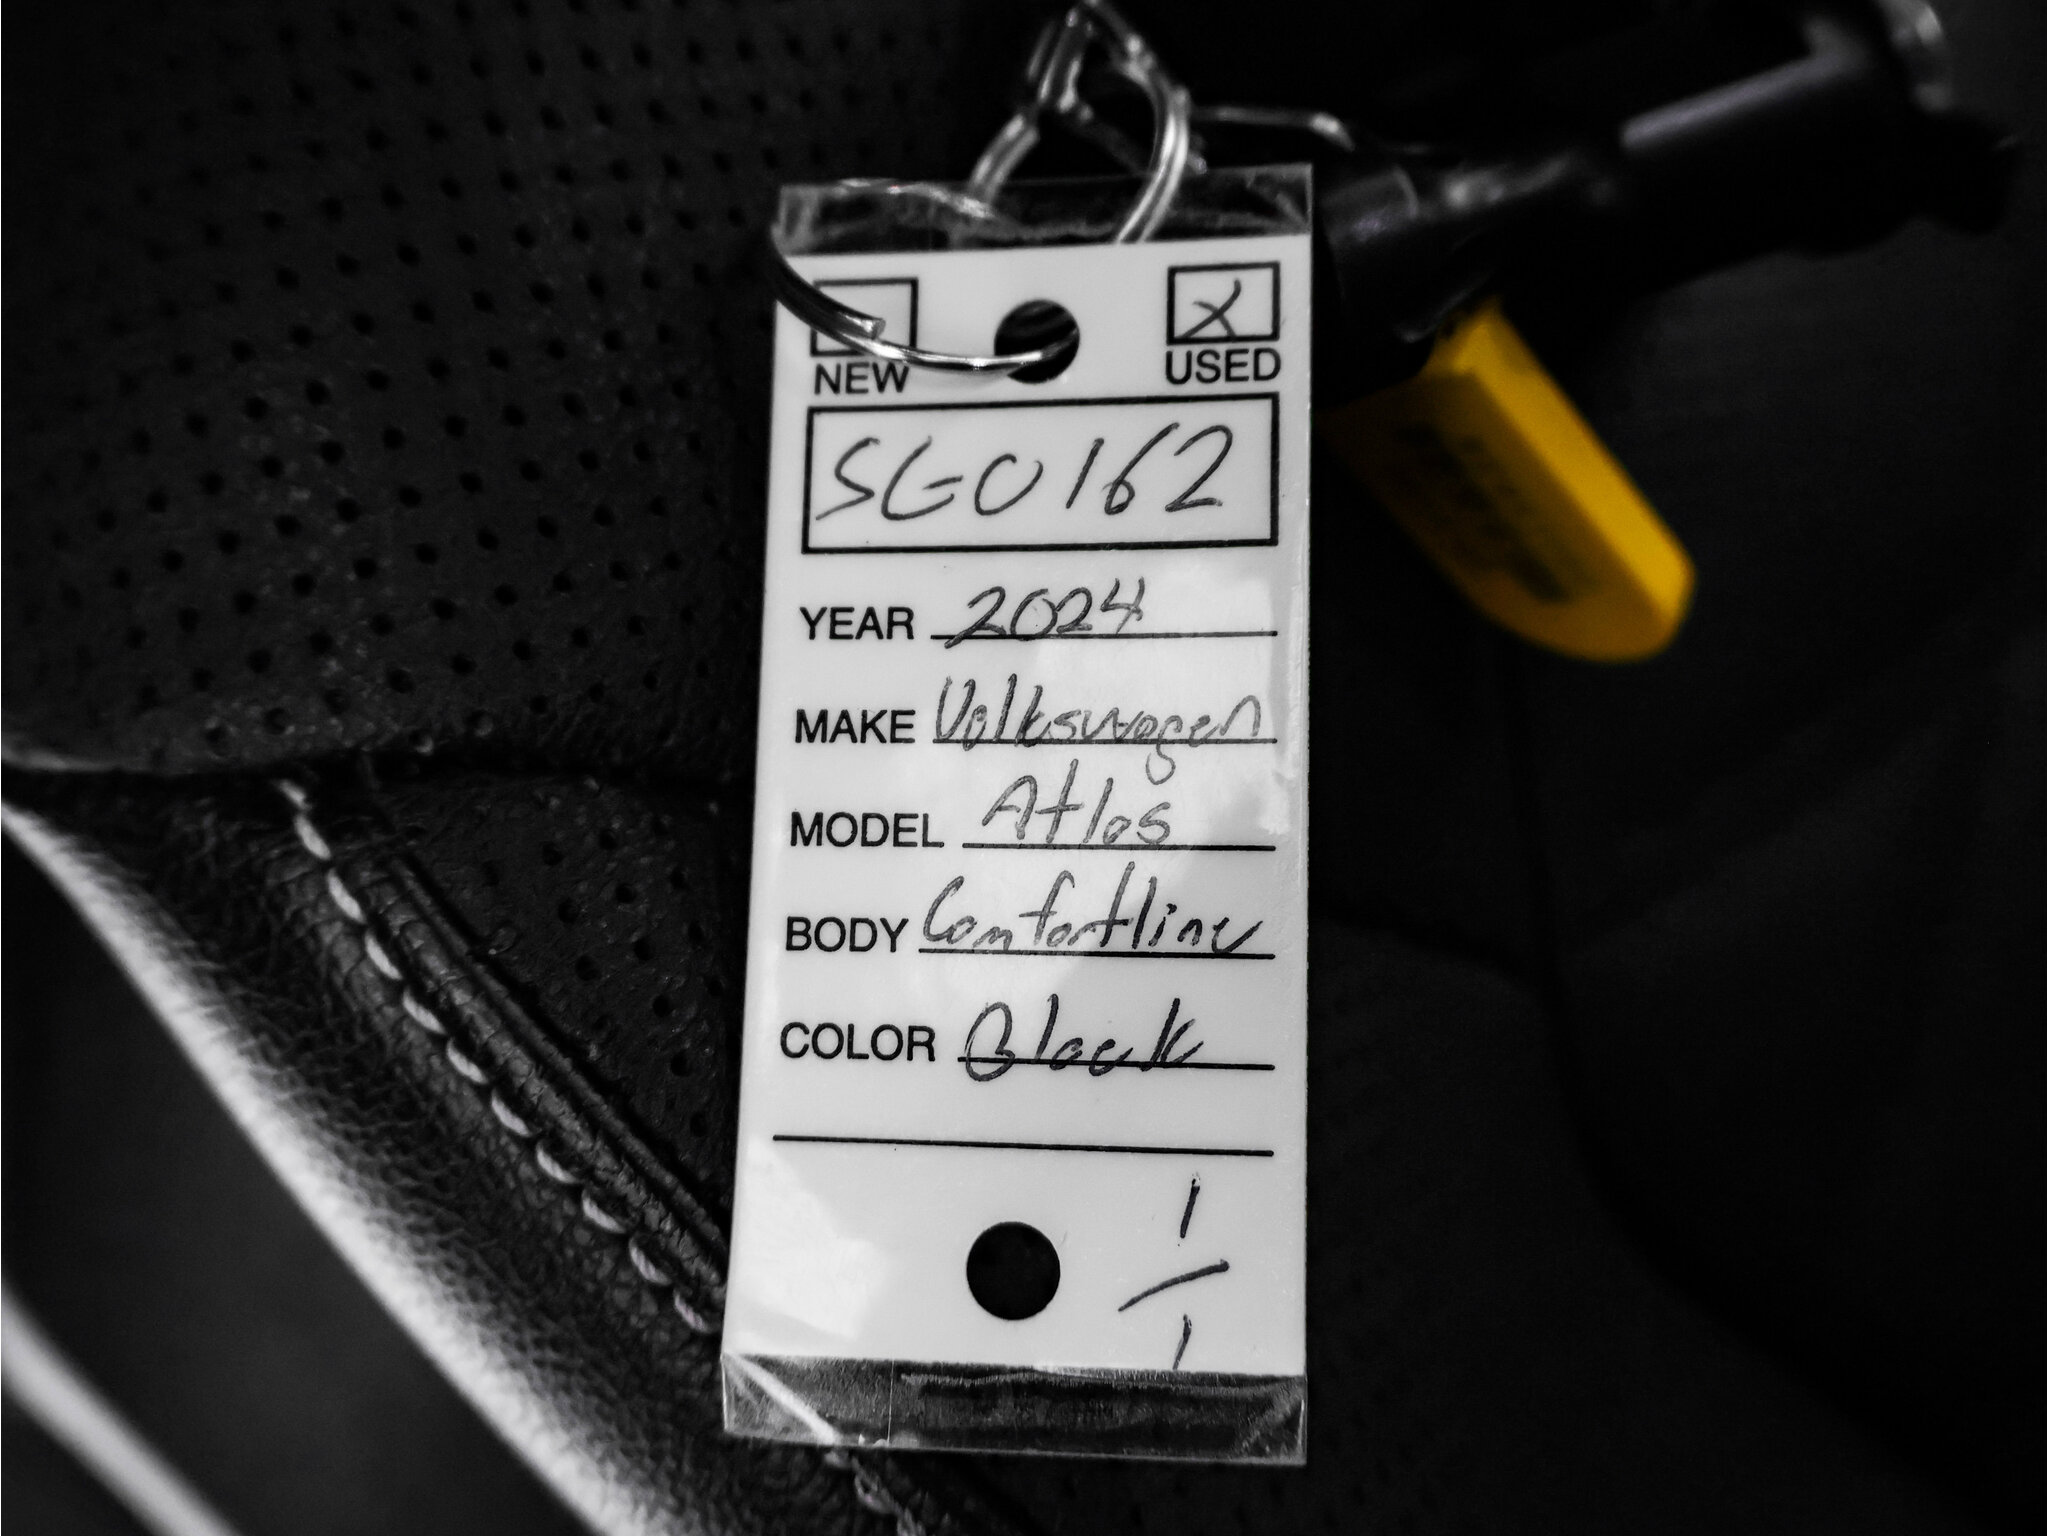 NEW USED
SG0162
YEAR 2024
MAKE Volkswagen
MODEL Atlas
BODY Comfortline
COLOR Black
1
/
1